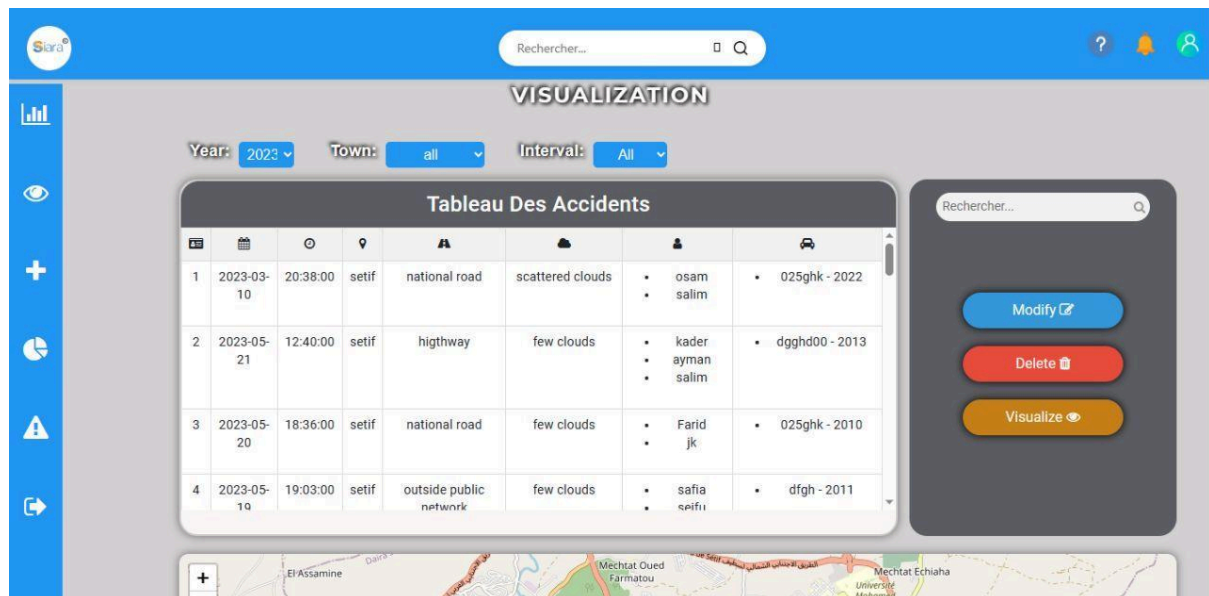 Siara
Rechercher...
?
VISUALIZATION
Year: 2023 Town: all Interval: All
Tableau Des Accidents
Rechercher...
1 2023-03-10 20:38:00 setif national road scattered clouds • osam • salim • 025ghk - 2022
Modify
2 2023-05-21 12:40:00 setif higthway few clouds • kader • ayman • salim • dgghd00 - 2013
Delete
Visualize
3 2023-05-20 18:36:00 setif national road few clouds • Farid • jk • 025ghk - 2010
4 2023-05-19 19:03:00 setif outside public network few clouds • safia • seifu • dfgh - 2011
+
El Assamine
Daïra
Mechtat Oued
Farmatou
Mechtat Echiaha
Université
Mohamed